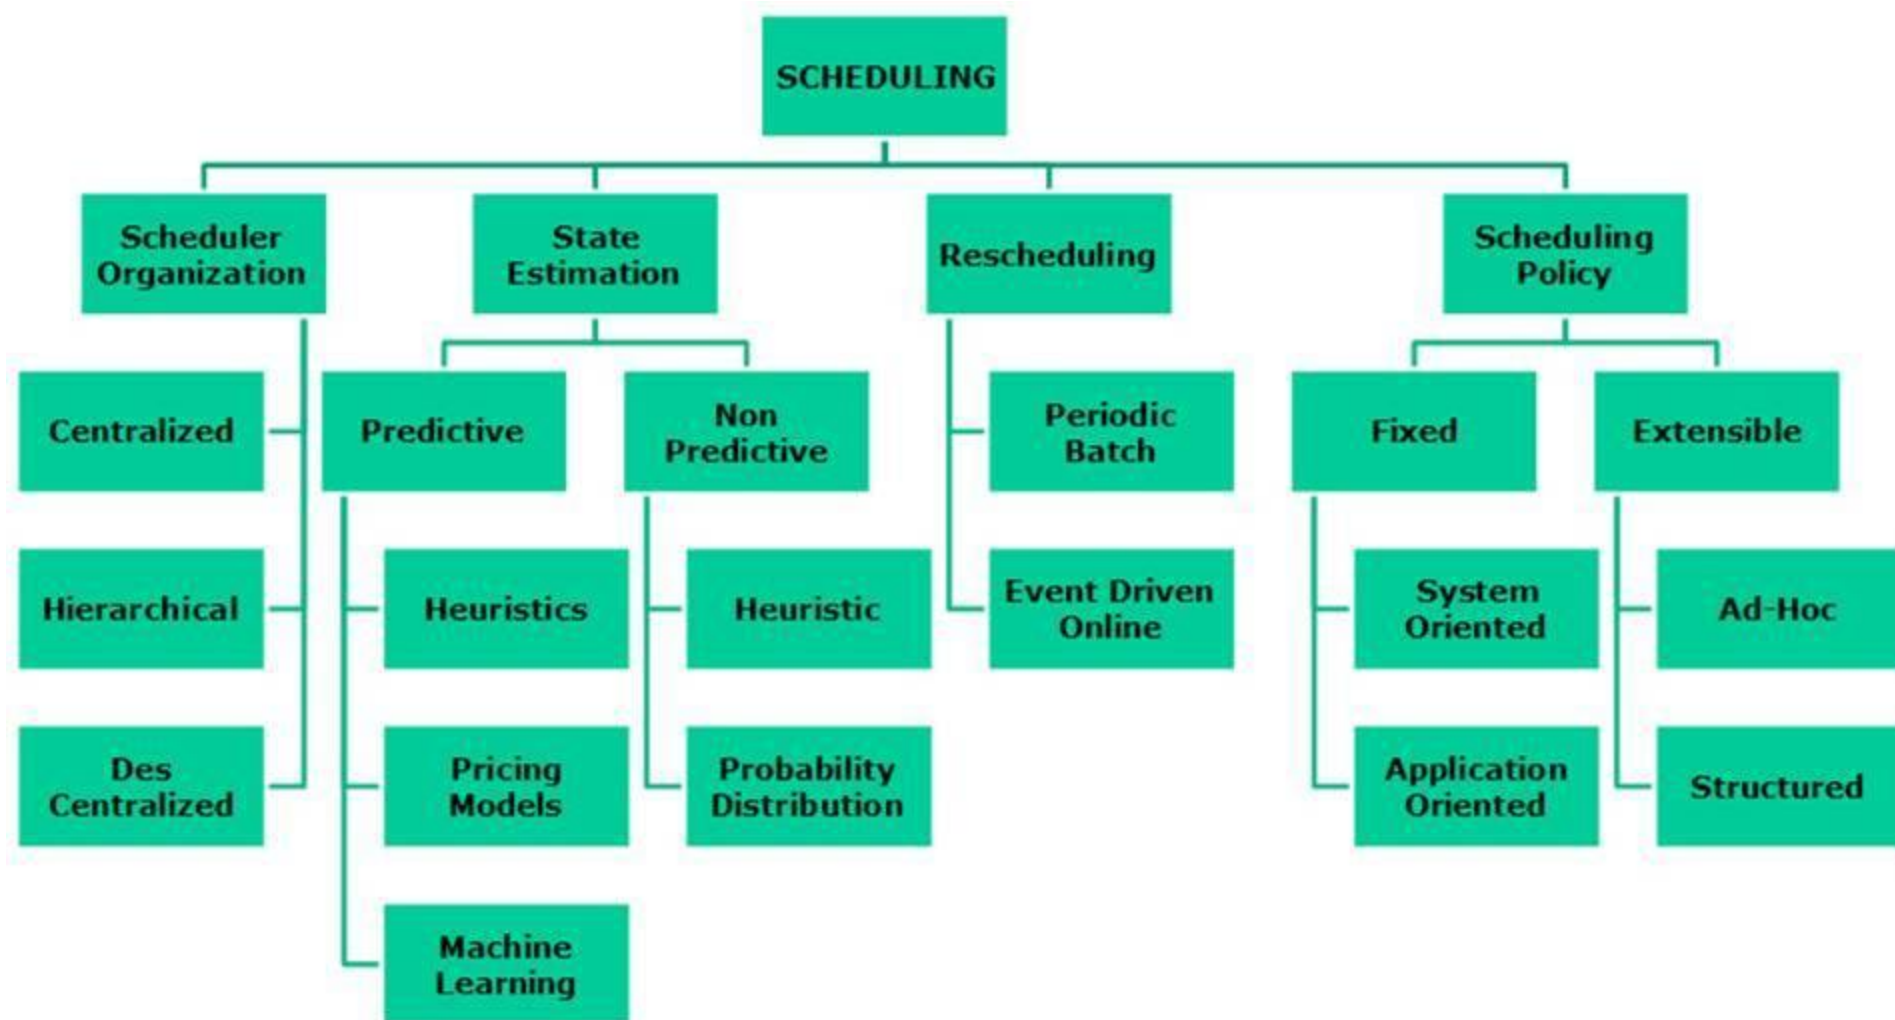 SCHEDULING
Scheduler
Organization
State
Estimation
Rescheduling
Scheduling
Policy
Centralized
Predictive
Non
Predictive
Periodic
Batch
Fixed
Extensible
Hierarchical
Heuristics
Heuristic
Event Driven
Online
System
Oriented
Ad-Hoc
Des
Centralized
Pricing
Models
Probability
Distribution
Application
Oriented
Structured
Machine
Learning